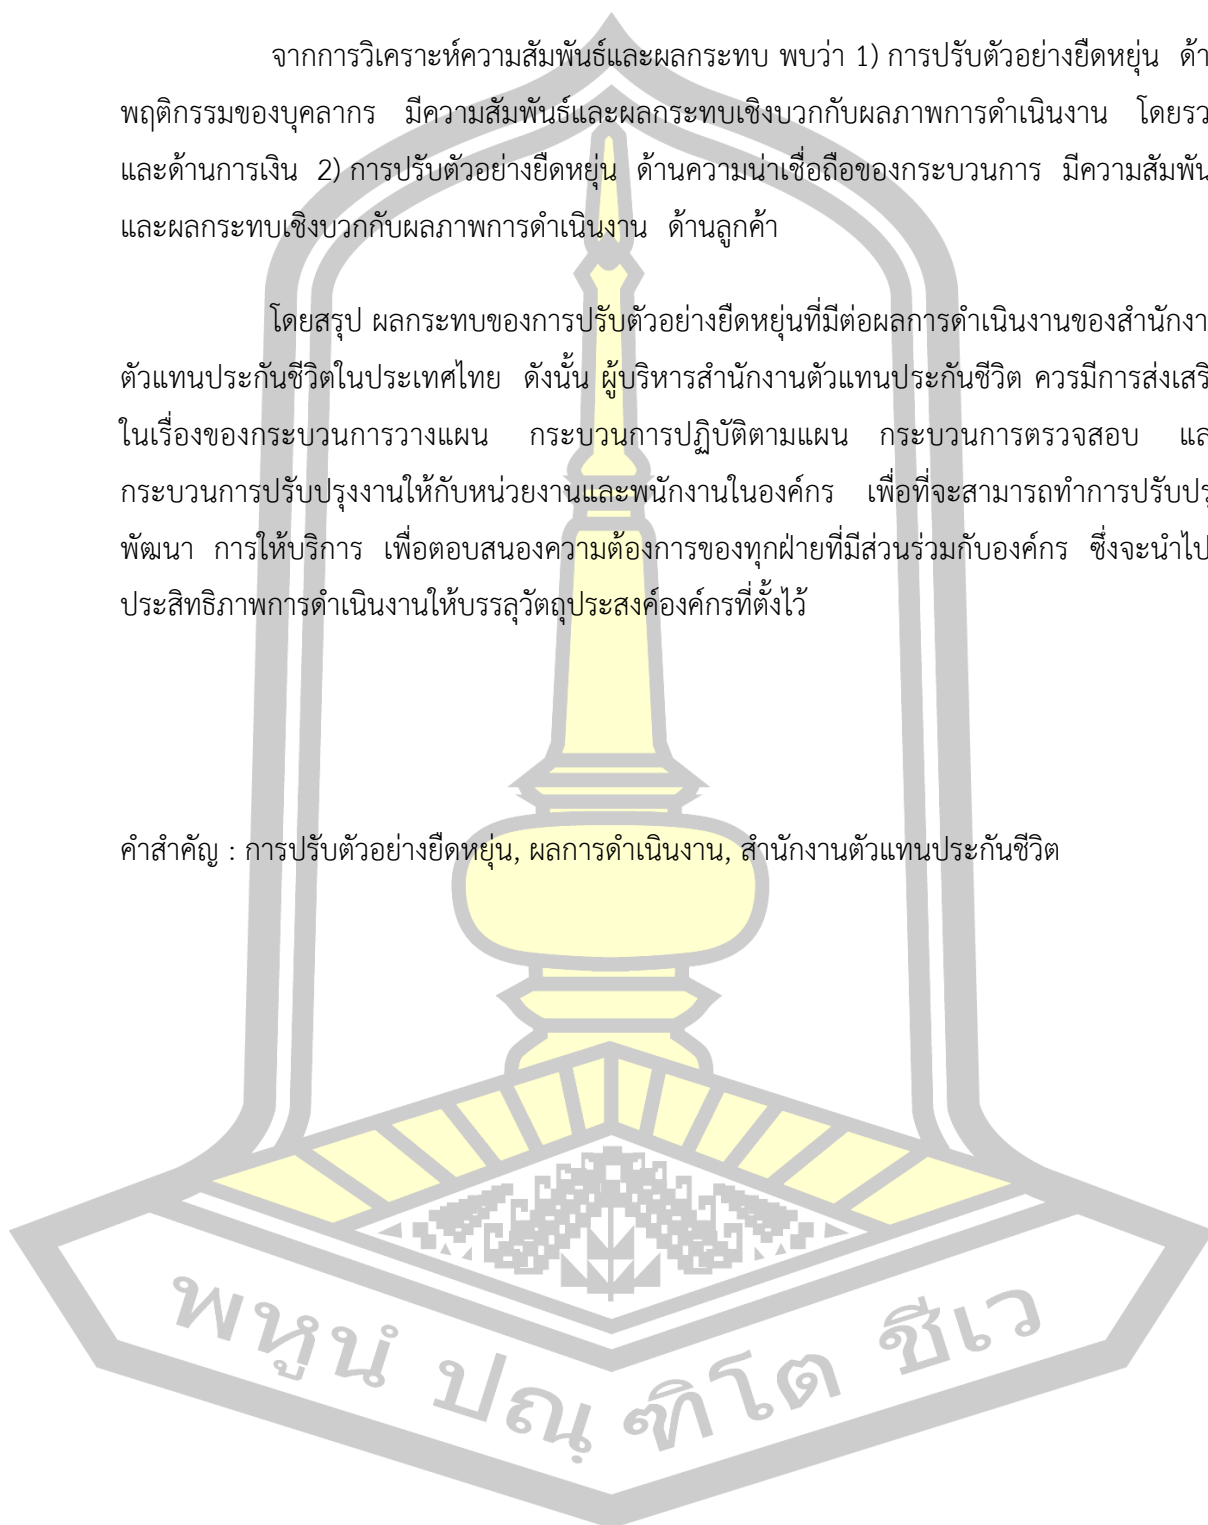 จากการวิเคราะห์ความสัมพันธ์และผลกระทบ พบว่า 1) การปรับตัวอย่างยืดหยุ่น ด้า
พฤติกรรมของบุคลากร มีความสัมพันธ์และผลกระทบเชิงบวกกับผลภาพการดำเนินงาน โดยรว
และด้านการเงิน 2) การปรับตัวอย่างยืดหยุ่น ด้านความน่าเชื่อถือของกระบวนการ มีความสัมพัน
และผลกระทบเชิงบวกกับผลภาพการดำเนินงาน ด้านลูกค้า
โดยสรุป ผลกระทบของการปรับตัวอย่างยืดหยุ่นที่มีต่อผลการดำเนินงานของสำนักงา
ตัวแทนประกันชีวิตในประเทศไทย ดังนั้น ผู้บริหารสำนักงานตัวแทนประกันชีวิต ควรมีการส่งเสริ
ในเรื่องของกระบวนการวางแผน กระบวนการปฏิบัติตามแผน กระบวนการตรวจสอบ แล
กระบวนการปรับปรุงงานให้กับหน่วยงานและพนักงานในองค์กร เพื่อที่จะสามารถทำการปรับปรุ
พัฒนา การให้บริการ เพื่อตอบสนองความต้องการของทุกฝ่ายที่มีส่วนร่วมกับองค์กร ซึ่งจะนำไป
ประสิทธิภาพการดำเนินงานให้บรรลุวัตถุประสงค์องค์กรที่ตั้งไว้
คำสำคัญ : การปรับตัวอย่างยืดหยุ่น, ผลการดำเนินงาน, สำนักงานตัวแทนประกันชีวิต
พหูนํ ปณฺฑิโต ชีเว